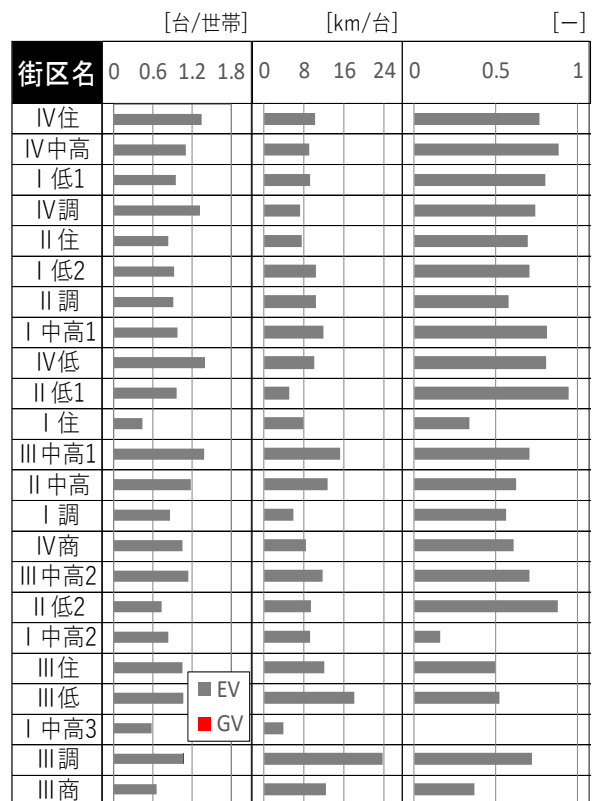 [台/世帯] [km/台] [－]
街区名 0 0.6 1.2 1.8 0 8 16 24 0 0.5 1
Ⅳ住
Ⅳ中高
Ⅰ低1
Ⅳ調
Ⅱ住
Ⅰ低2
Ⅱ調
Ⅰ中高1
Ⅳ低
Ⅱ低1
Ⅰ住
Ⅲ中高1
Ⅱ中高
Ⅰ調
Ⅳ商
Ⅲ中高2
Ⅱ低2
Ⅰ中高2
Ⅲ住
Ⅲ低
Ⅰ中高3
Ⅲ調
Ⅲ商
EV
GV